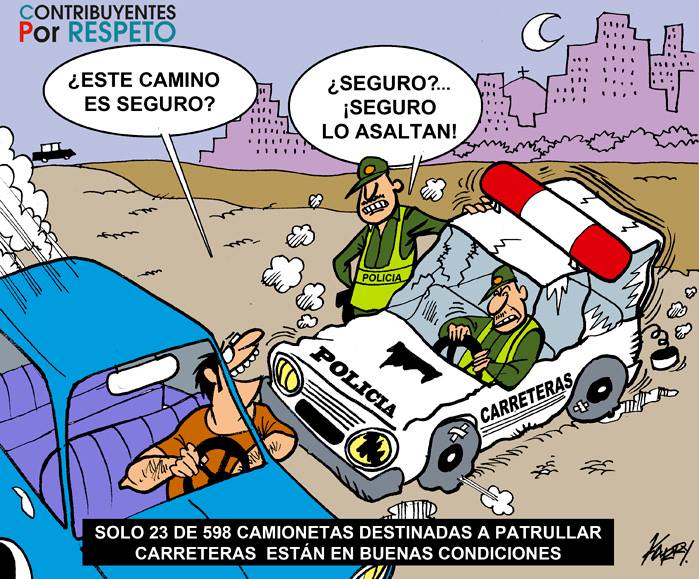 CONTRIBUYENTES
Por RESPETO
¿ESTE CAMINO
ES SEGURO?
¿SEGURO?...
¡SEGURO
LO ASALTAN!
POLICIA
POLICIA
CARRETERAS
SOLO 23 DE 598 CAMIONETAS DESTINADAS A PATRULLAR
CARRETERAS ESTÁN EN BUENAS CONDICIONES